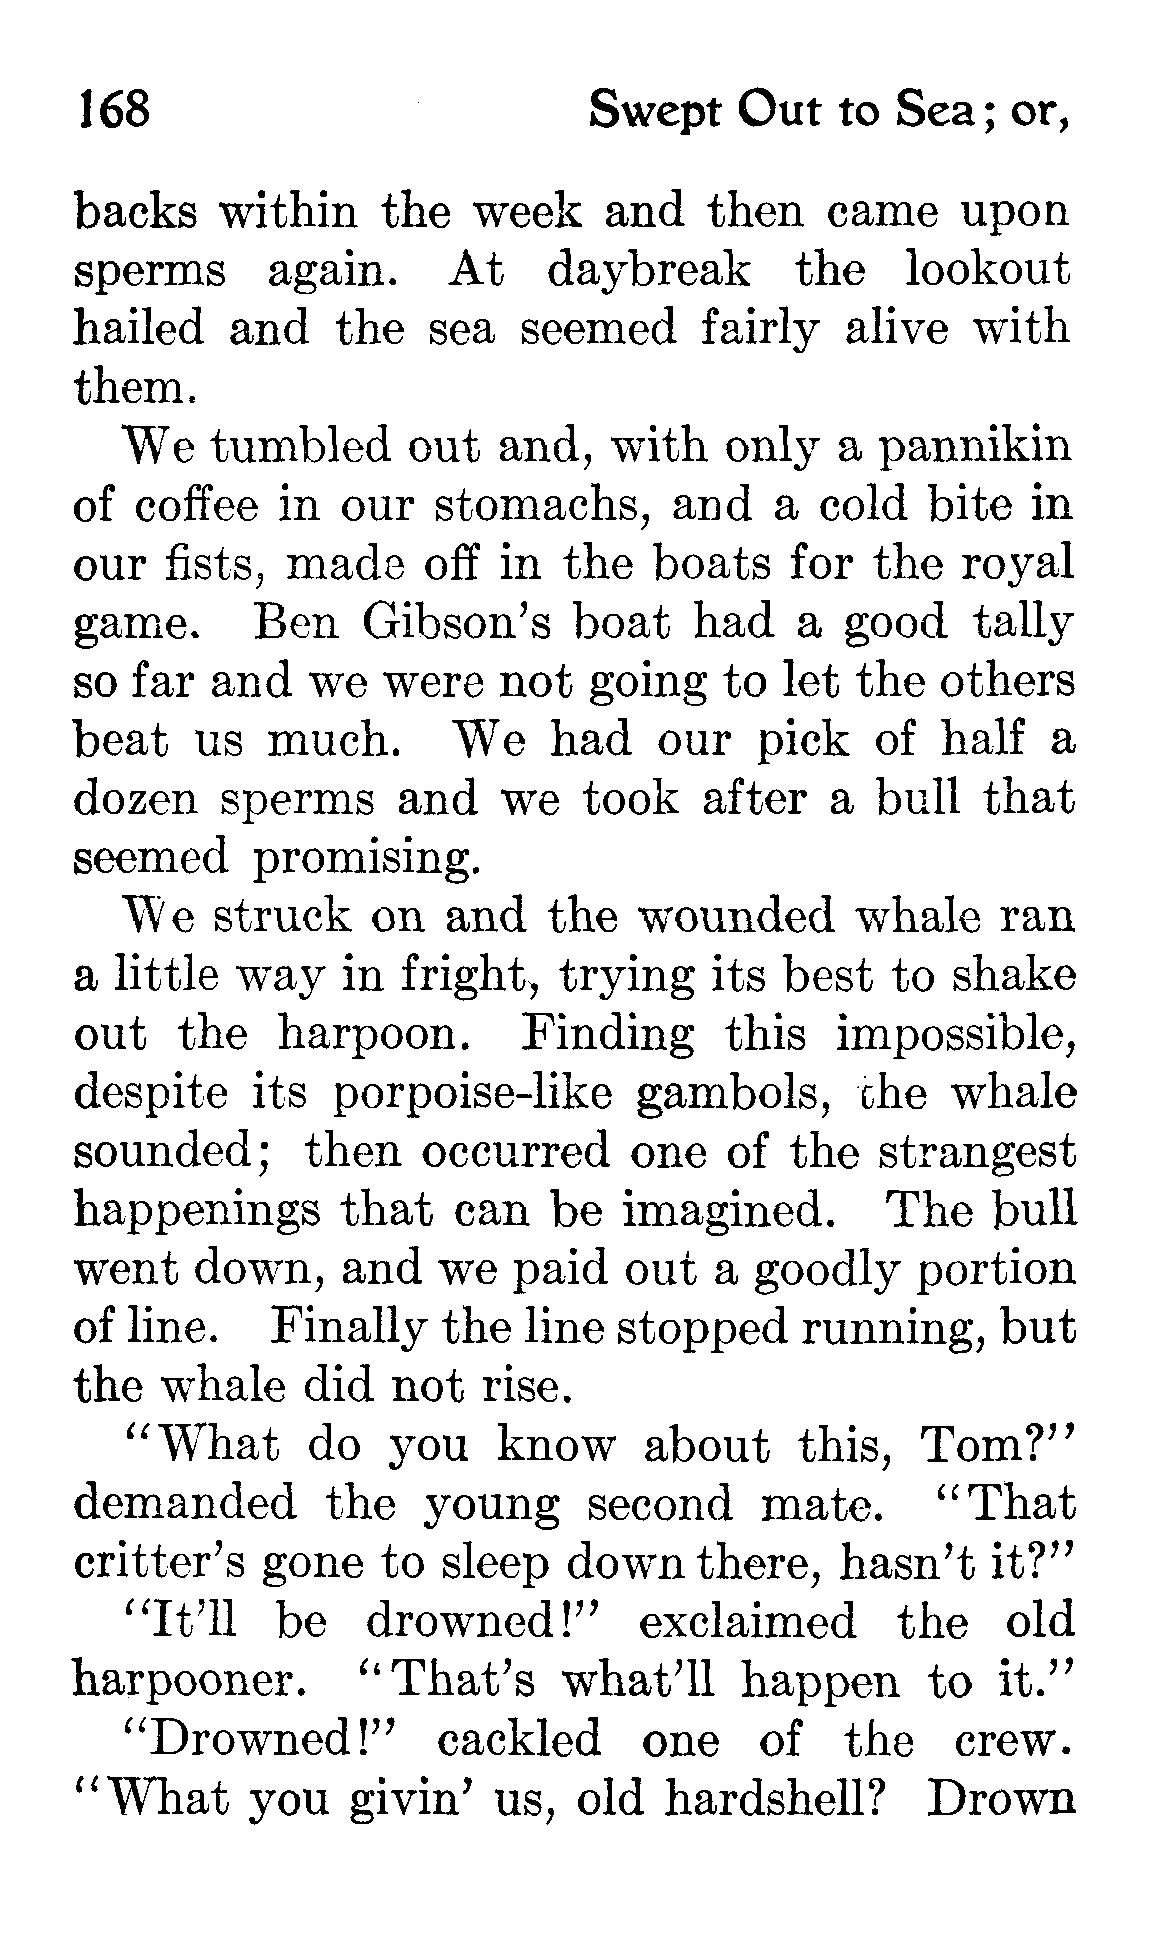 168 Swept Out to Sea; or,
backs within the week and then came upon
sperms again. At daybreak the lookout
hailed and the sea seemed fairly alive with
them.
We tumbled out and, with only a pannikin
of coffee in our stomachs, and a cold bite in
our fists, made off in the boats for the royal
game. Ben Gibson's boat had a good tally
so far and we were not going to let the others
beat us much. We had our pick of half a
dozen sperms and we took after a bull that
seemed promising.
We struck on and the wounded whale ran
a little way in fright, trying its best to shake
out the harpoon. Finding this impossible,
despite its porpoise-like gambols, the whale
sounded; then occurred one of the strangest
happenings that can be imagined. The bull
went down, and we paid out a goodly portion
of line. Finally the line stopped running, but
the whale did not rise.
"What do you know about this, Tom?"
demanded the young second mate. "That
critter's gone to sleep down there, hasn't it?"
"It'll be drowned!" exclaimed the old
harpooner. "That's what'll happen to it."
"Drowned!" cackled one of the crew.
"What you givin' us, old hardshell? Drown